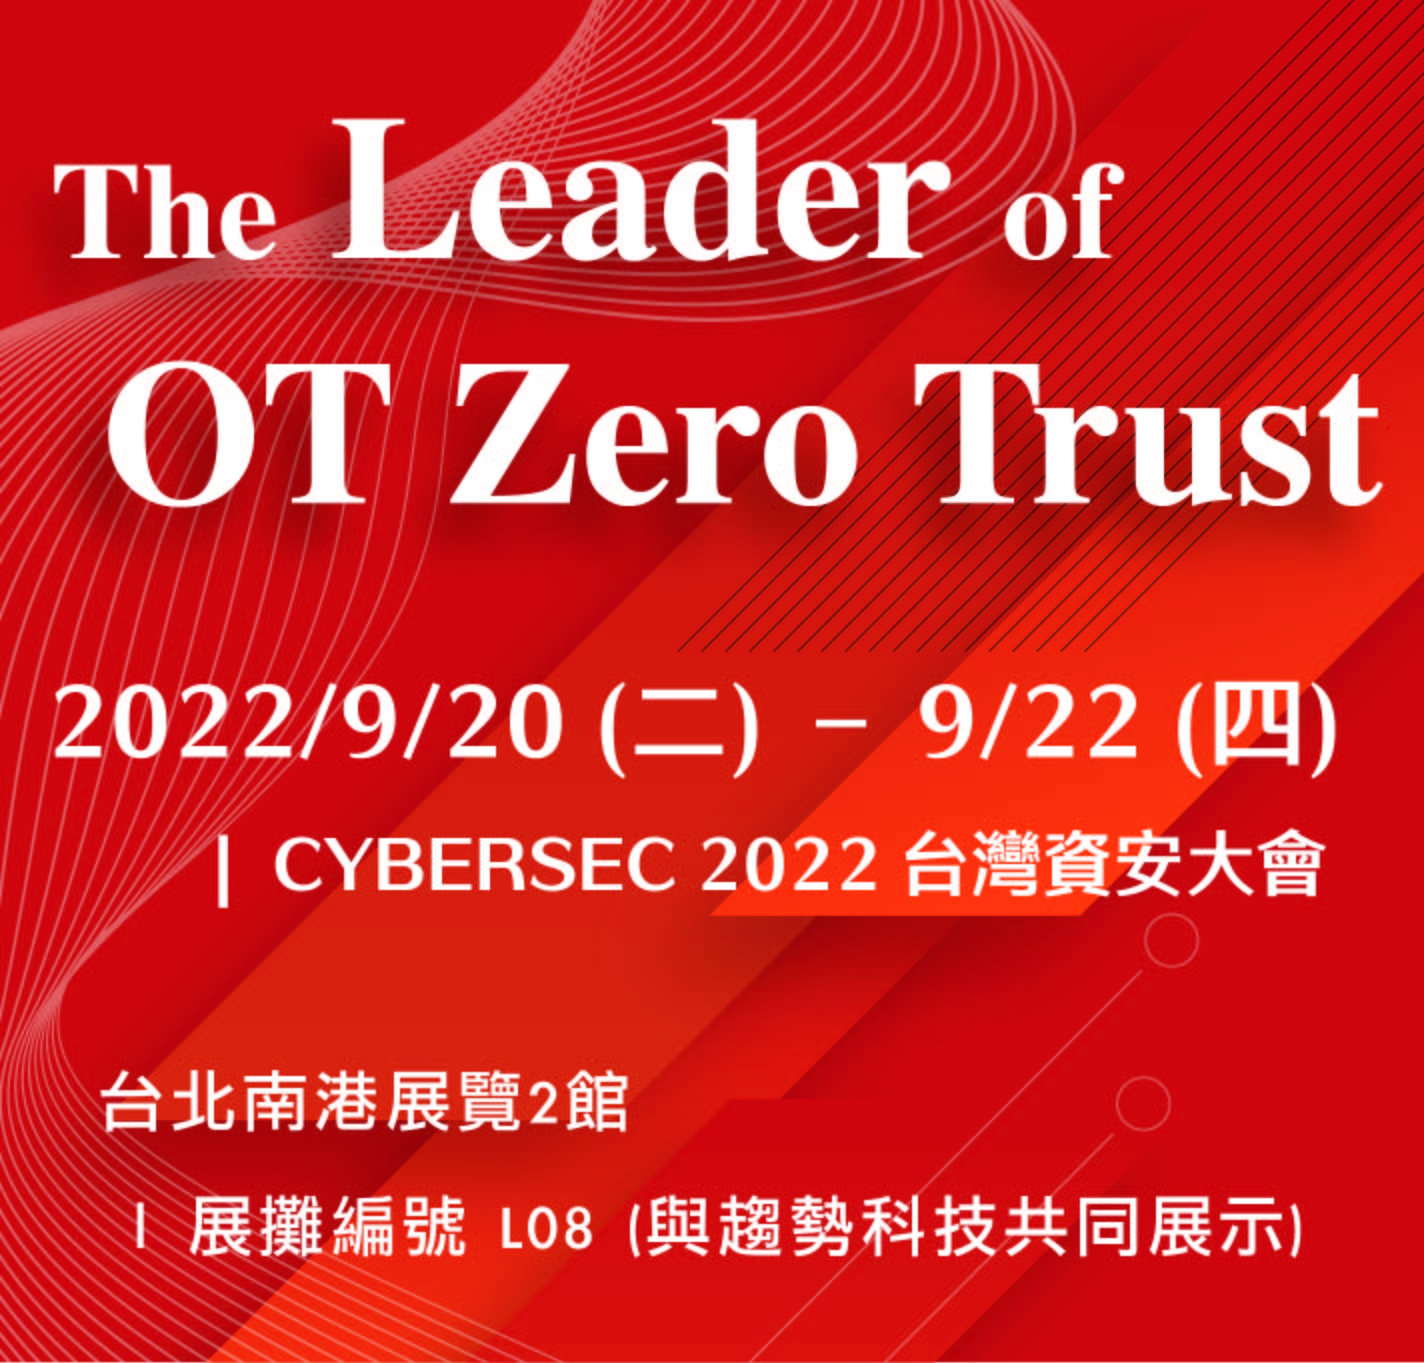 The Leader of
OT Zero Trust
2022/9/20 (二) – 9/22 (四)
| CYBERSEC 2022 台灣資安大會
台北南港展覽2館
| 展攤編號 L08 (與趨勢科技共同展示)